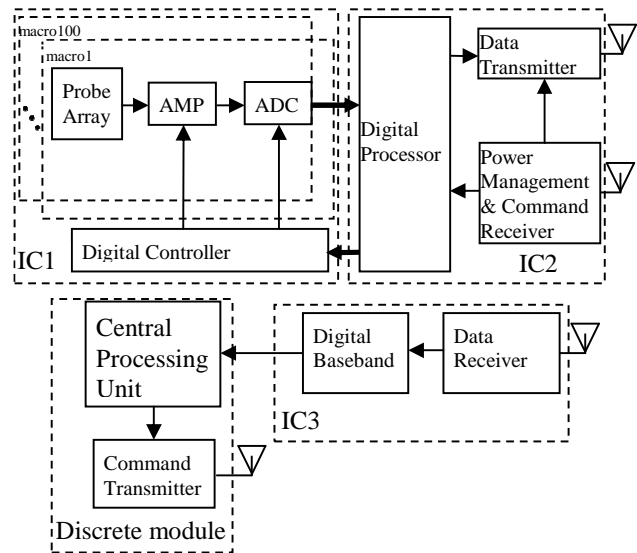 macro100
macro1
Probe
Array
AMP
ADC
Digital Controller
IC1
Digital
Processor
Data
Transmitter
Power
Management
& Command
Receiver
IC2
Central
Processing
Unit
Command
Transmitter
Discrete module
Digital
Baseband
Data
Receiver
IC3